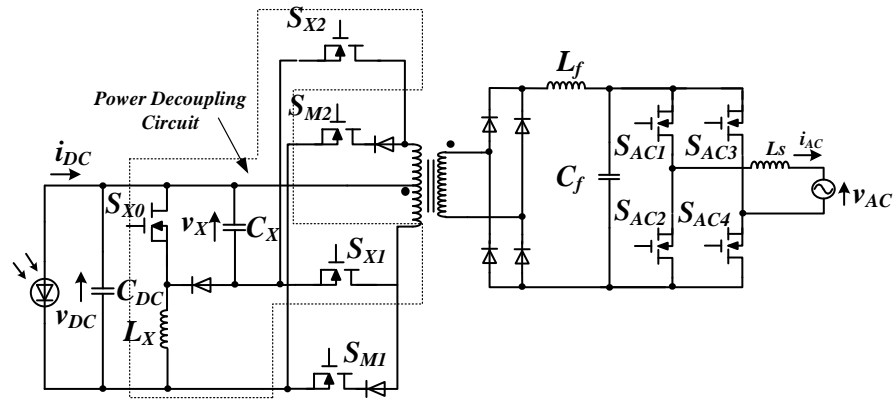 S_X2
Power Decoupling
Circuit
S_M2
i_DC
S_X0
v_X
C_X
S_X1
C_DC
v_DC
L_X
S_M1
L_f
C_f
S_AC1
S_AC3
Ls
i_AC
S_AC2
S_AC4
v_AC